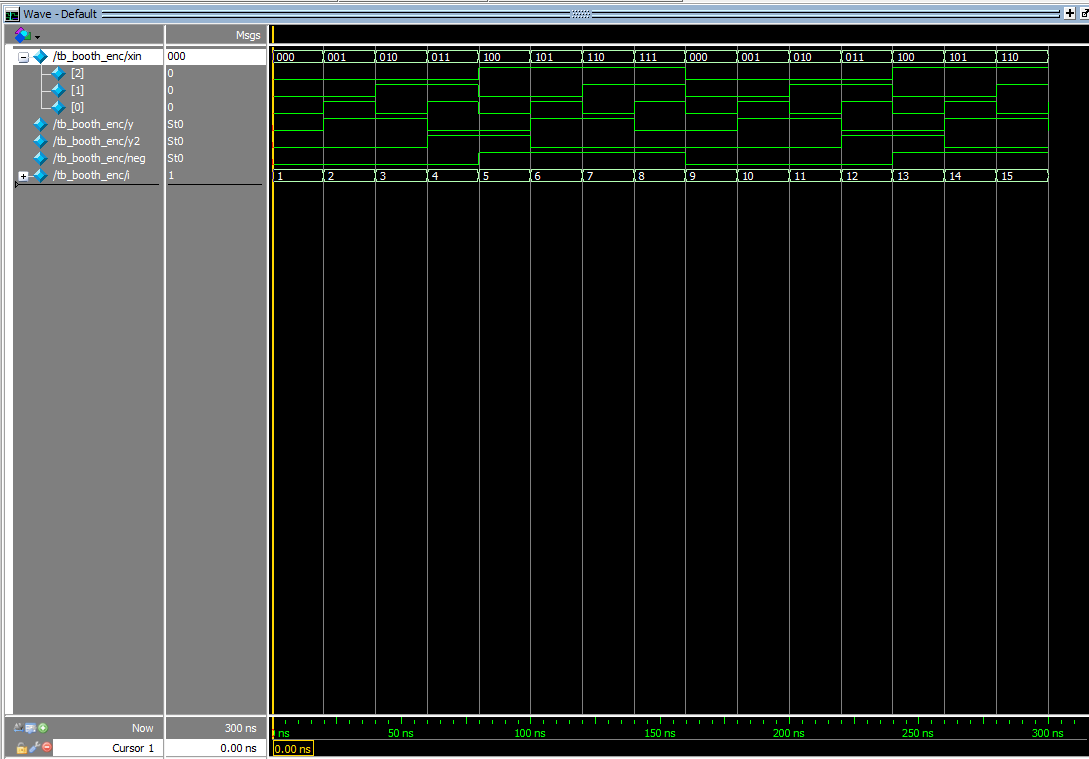 Wave - Default
Msgs
/tb_booth_enc/xin 000 000 001 010 011 100 101 110 111 000 001 010 011 100 101 110
[2] 0
[1] 0
[0] 0
/tb_booth_enc/y St0
/tb_booth_enc/y2 St0
/tb_booth_enc/neg St0
/tb_booth_enc/i 1 1 2 3 4 5 6 7 8 9 10 11 12 13 14 15
Now 300 ns ns 50 ns 100 ns 150 ns 200 ns 250 ns 300 ns
Cursor 1 0.00 ns 0.00 ns